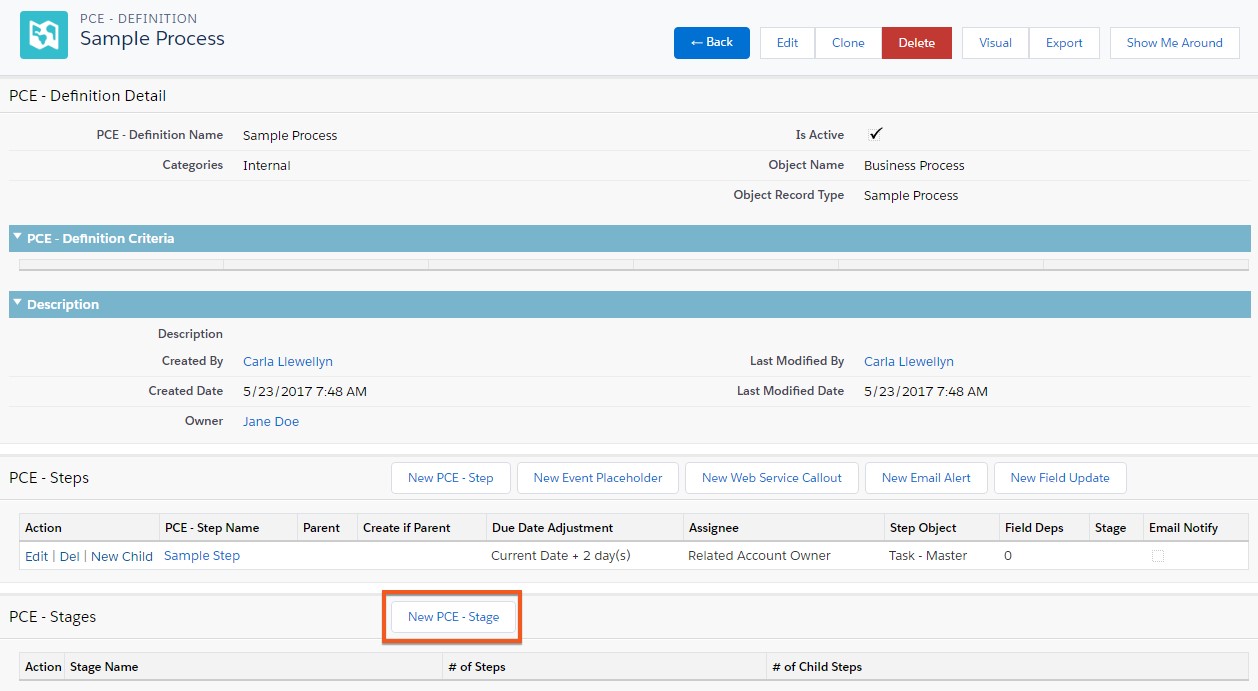 PCE - DEFINITION
Sample Process
←Back Edit Clone Delete Visual Export Show Me Around
PCE - Definition Detail
PCE - Definition Name Sample Process Is Active ✓
Categories Internal Object Name Business Process
Object Record Type Sample Process
PCE - Definition Criteria
Description
Description
Created By Carla Llewellyn Last Modified By Carla Llewellyn
Created Date 5/23/2017 7:48 AM Last Modified Date 5/23/2017 7:48 AM
Owner Jane Doe
PCE - Steps New PCE - Step New Event Placeholder New Web Service Callout New Email Alert New Field Update
Action PCE - Step Name Parent Create if Parent Due Date Adjustment Assignee Step Object Field Deps Stage Email Notify
Edit | Del | New Child Sample Step Current Date + 2 day(s) Related Account Owner Task - Master 0
PCE - Stages New PCE - Stage
Action Stage Name # of Steps # of Child Steps